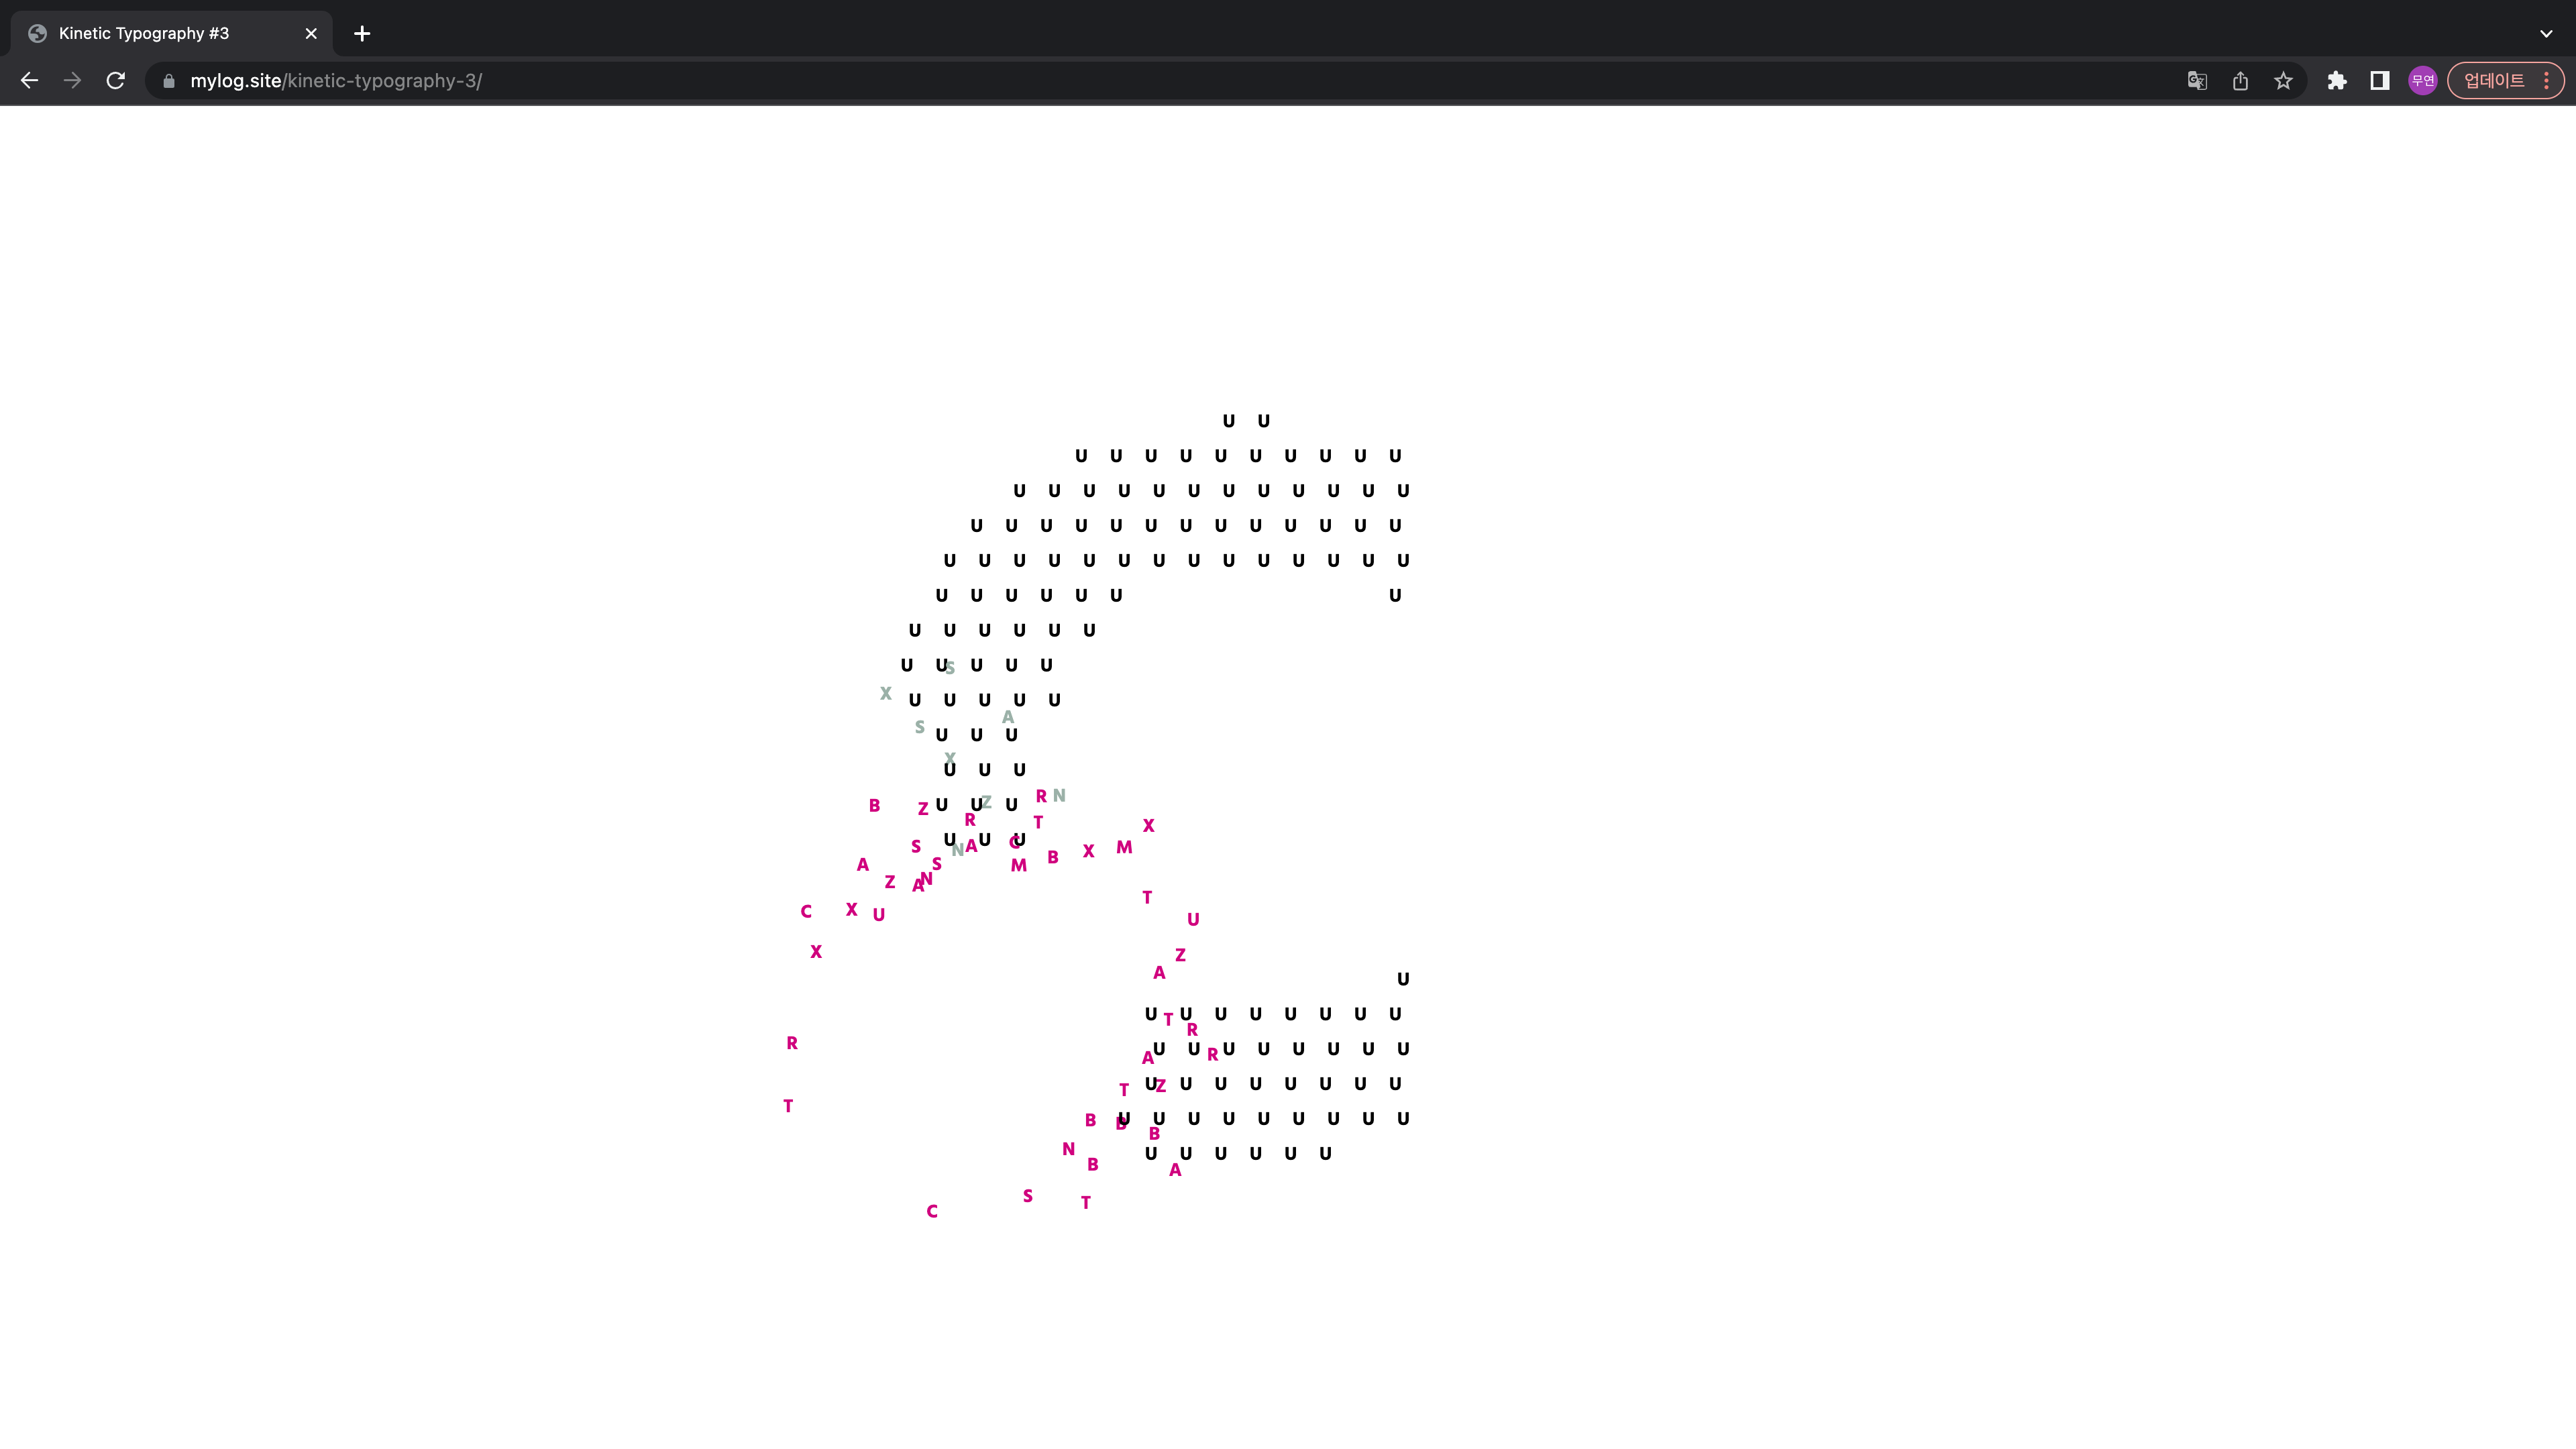 Kinetic Typography #3
mylog.site/kinetic-typography-3/
무연
업데이트
U U
U U U U U U U U U U
U U U U U U U U U U U U
U U U U U U U U U U U U U
U U U U U U U U U U U U U U
U U U U U U U
U U U U U U
U U S U U U
X
U U U U U
A
S
U U U
X
U U U
R N
B Z U U Z U
R T X
S U N A U C U
M
A S M B X
Z A N
T
C X U U
X Z
A
U
U T U U U U U U U
R
R
A U U R U U U U U U
T
U Z U U U U U U U
B B U U U U U U U U U
B
N U U U U U U
B A
S T
C
T